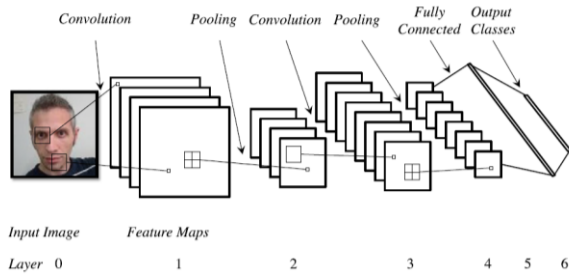 Convolution Pooling Convolution Pooling Fully Connected Output Classes
Input Image Feature Maps
Layer 0 1 2 3 4 5 6